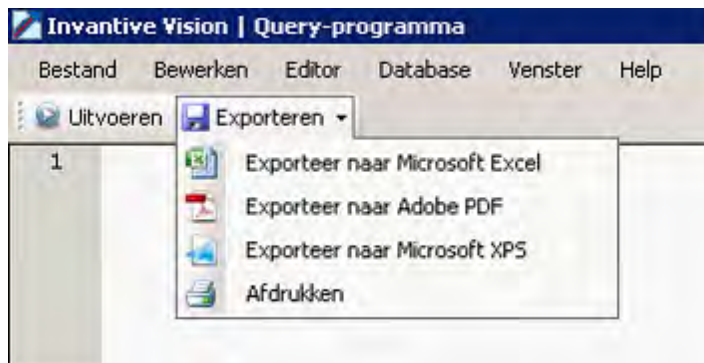 Invantive Vision | Query-programma
Bestand Bewerken Editor Database Venster Help
Uitvoeren Exporteren
1
Exporteer naar Microsoft Excel
Exporteer naar Adobe PDF
Exporteer naar Microsoft XPS
Afdrukken